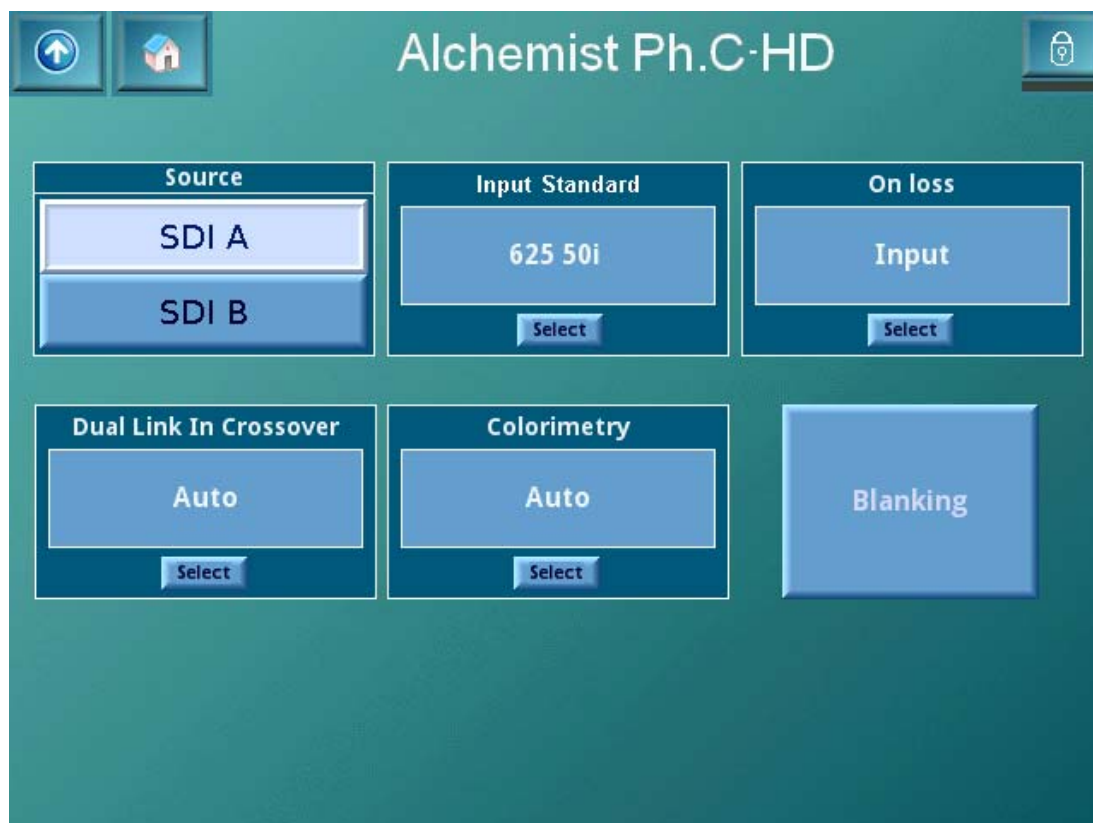 Alchemist Ph.C-HD
Source
SDI A
SDI B
Input Standard
625 50i
Select
On loss
Input
Select
Dual Link In Crossover
Auto
Select
Colorimetry
Auto
Select
Blanking